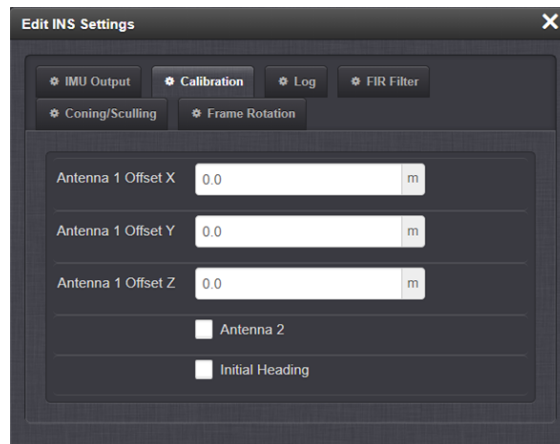 Edit INS Settings
IMU Output Calibration Log FIR Filter
Coning/Sculling Frame Rotation
Antenna 1 Offset X 0.0 m
Antenna 1 Offset Y 0.0 m
Antenna 1 Offset Z 0.0 m
Antenna 2
Initial Heading